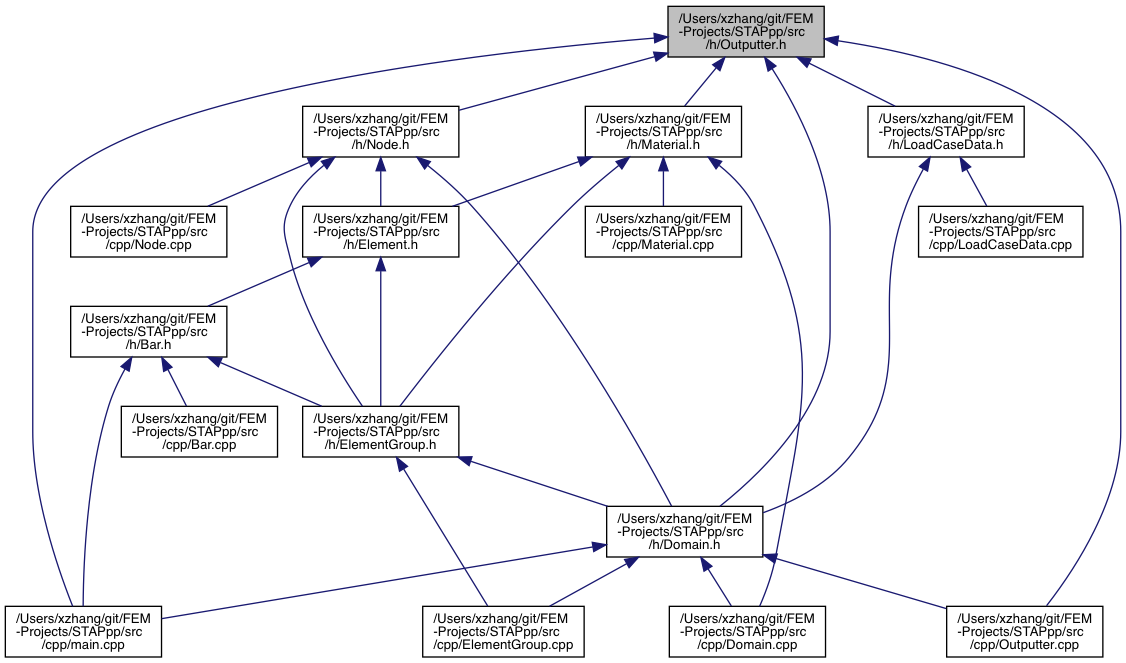 /Users/xzhang/git/FEM
-Projects/STAPpp/src
/h/Outputter.h
/Users/xzhang/git/FEM
-Projects/STAPpp/src
/h/Node.h
/Users/xzhang/git/FEM
-Projects/STAPpp/src
/h/Material.h
/Users/xzhang/git/FEM
-Projects/STAPpp/src
/h/LoadCaseData.h
/Users/xzhang/git/FEM
-Projects/STAPpp/src
/cpp/Node.cpp
/Users/xzhang/git/FEM
-Projects/STAPpp/src
/h/Element.h
/Users/xzhang/git/FEM
-Projects/STAPpp/src
/cpp/Material.cpp
/Users/xzhang/git/FEM
-Projects/STAPpp/src
/cpp/LoadCaseData.cpp
/Users/xzhang/git/FEM
-Projects/STAPpp/src
/h/Bar.h
/Users/xzhang/git/FEM
-Projects/STAPpp/src
/cpp/Bar.cpp
/Users/xzhang/git/FEM
-Projects/STAPpp/src
/h/ElementGroup.h
/Users/xzhang/git/FEM
-Projects/STAPpp/src
/h/Domain.h
/Users/xzhang/git/FEM
-Projects/STAPpp/src
/cpp/main.cpp
/Users/xzhang/git/FEM
-Projects/STAPpp/src
/cpp/ElementGroup.cpp
/Users/xzhang/git/FEM
-Projects/STAPpp/src
/cpp/Domain.cpp
/Users/xzhang/git/FEM
-Projects/STAPpp/src
/cpp/Outputter.cpp